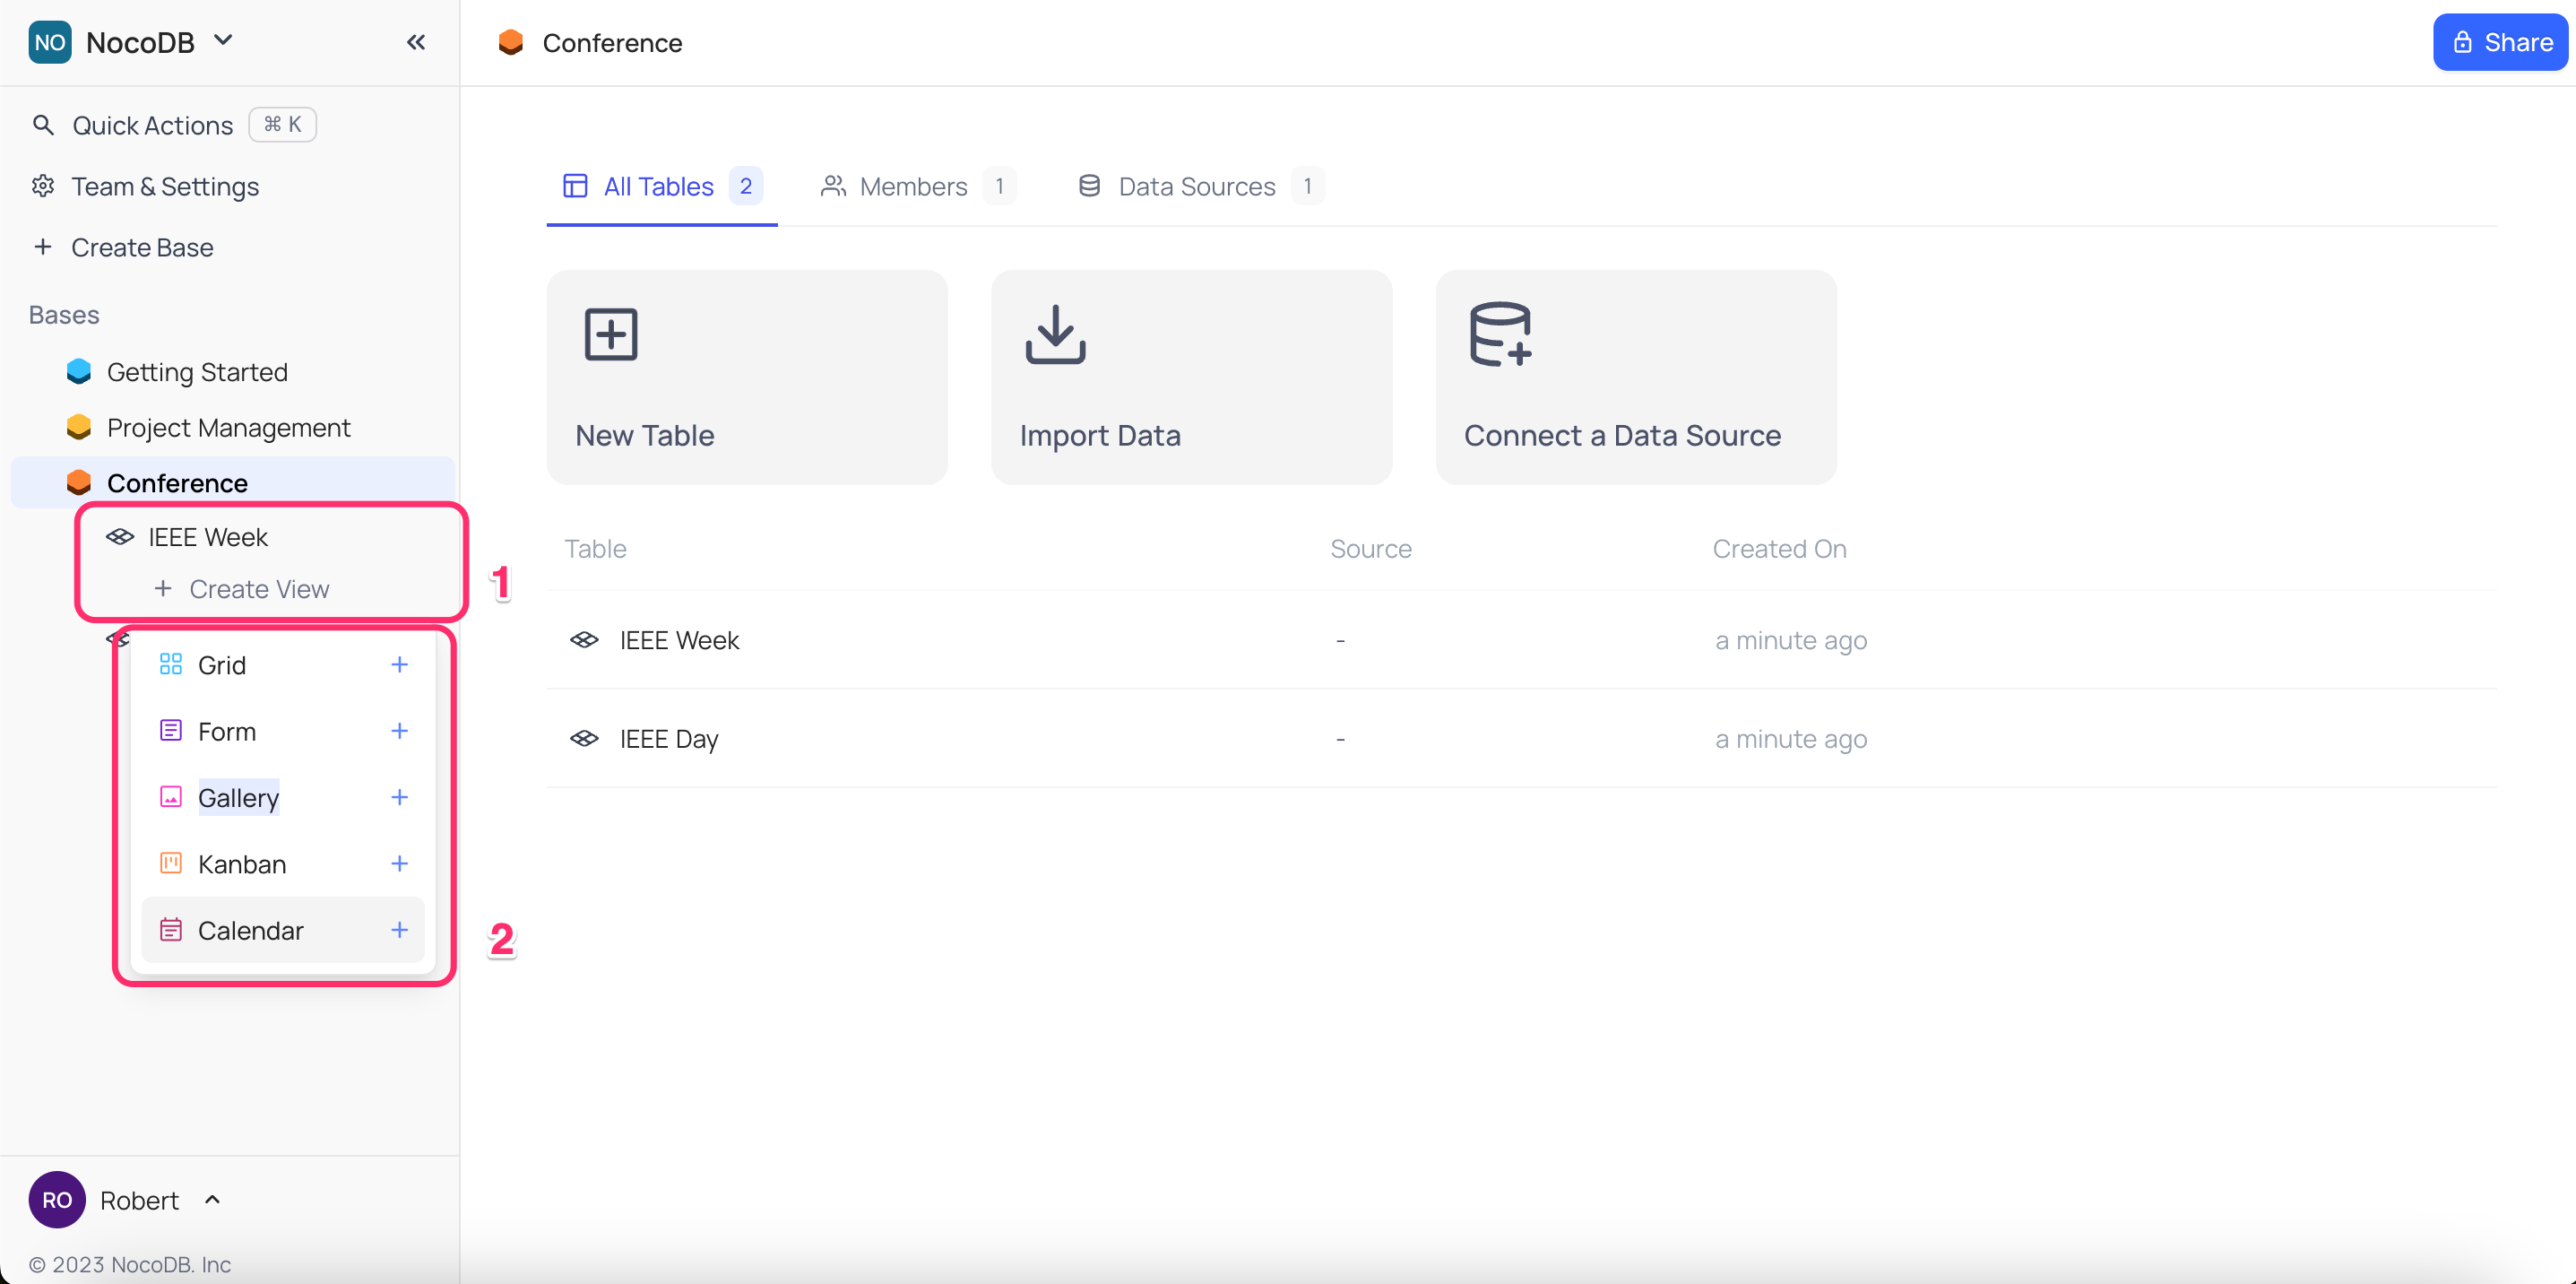 NO NocoDB
Quick Actions ⌘ K
Team & Settings
+ Create Base
Bases
Getting Started
Project Management
Conference
IEEE Week
+ Create View
1
Grid +
Form +
Gallery +
Kanban +
Calendar +
2
RO Robert
© 2023 NocoDB. Inc
Conference
Share
All Tables 2
Members 1
Data Sources 1
New Table
Import Data
Connect a Data Source
Table Source Created On
IEEE Week - a minute ago
IEEE Day - a minute ago